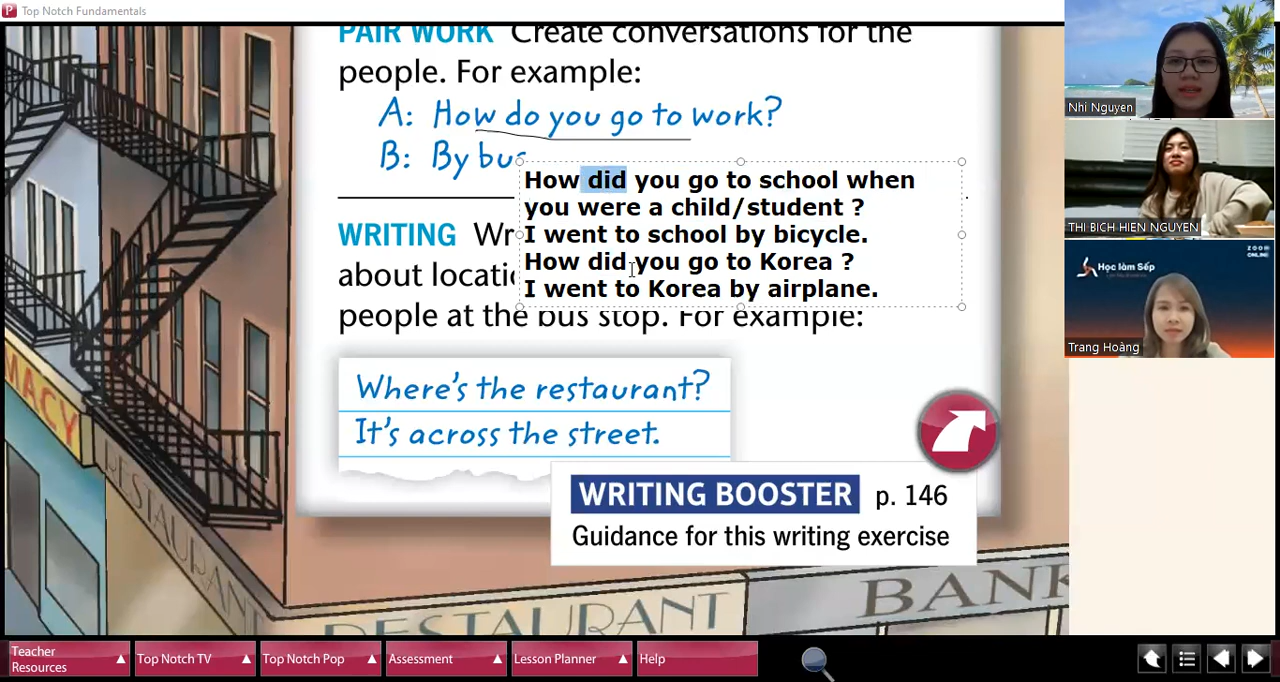 Top Notch Fundamentals
PAIR WORK Create conversations for the
people. For example:
A: How do you go to work?
B: By bus
How did you go to school when
you were a child/student ?
I went to school by bicycle.
How did you go to Korea ?
I went to Korea by airplane.
WRITING Wr
about locati
people at the bus stop. For example:
Where's the restaurant?
It's across the street.
WRITING BOOSTER p. 146
Guidance for this writing exercise
MACY
RESTAURANT
RESTAURANT
BANK
Nhi Nguyen
THI BICH HIEN NGUYEN
ZOOM
ONLINE
Học làm Sếp
Trang Hoàng
Teacher
Resources
Top Notch TV
Top Notch Pop
Assessment
Lesson Planner
Help